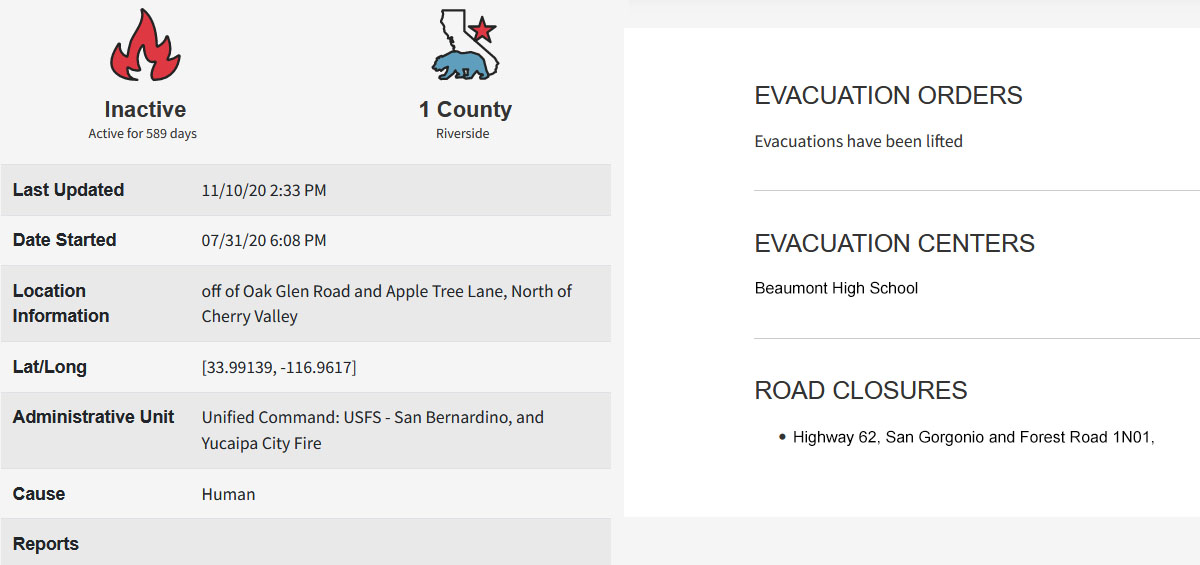 Inactive
Active for 589 days
1 County
Riverside
Last Updated 11/10/20 2:33 PM
Date Started 07/31/20 6:08 PM
Location Information off of Oak Glen Road and Apple Tree Lane, North of
Cherry Valley
Lat/Long [33.99139, -116.9617]
Administrative Unit Unified Command: USFS - San Bernardino, and
Yucaipa City Fire
Cause Human
Reports
EVACUATION ORDERS
Evacuations have been lifted
EVACUATION CENTERS
Beaumont High School
ROAD CLOSURES
• Highway 62, San Gorgonio and Forest Road 1N01,